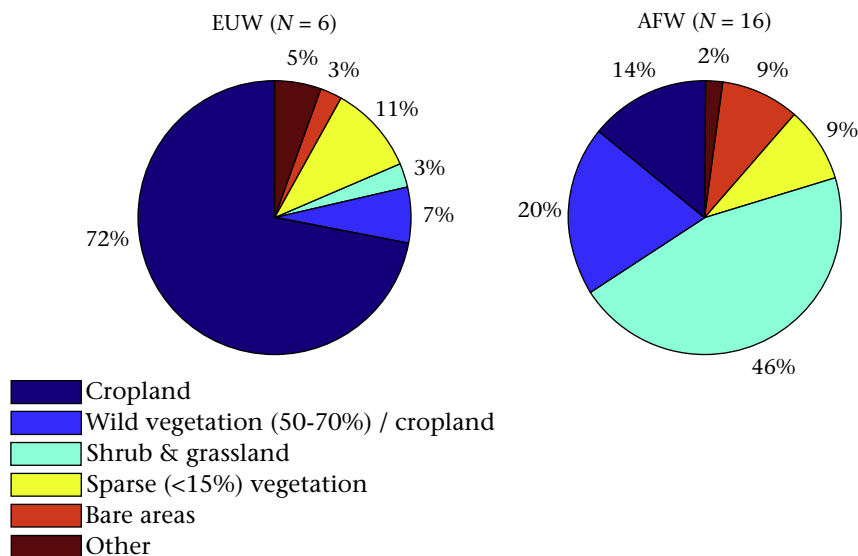 EUW (N = 6)
5%
3%
11%
3%
7%
72%
AFW (N = 16)
2%
9%
9%
46%
20%
14%
Cropland
Wild vegetation (50-70%) / cropland
Shrub & grassland
Sparse (<15%) vegetation
Bare areas
Other